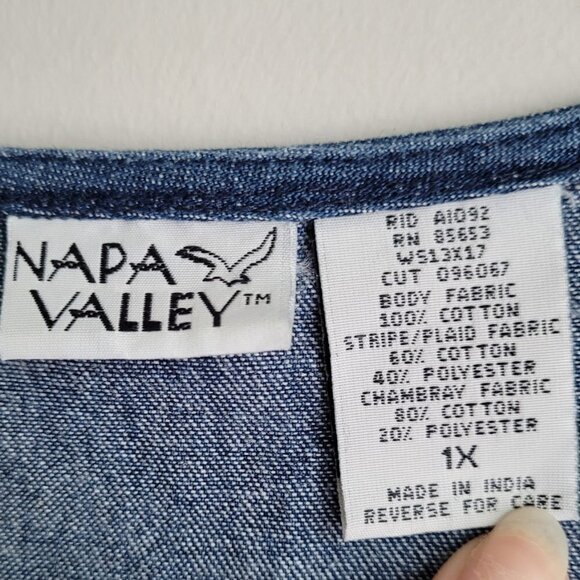 NAPA
VALLEY™
RID A1092
RN 85653
WS13X17
CUT 096067
BODY FABRIC
100% COTTON
STRIPE/PLAID FABRIC
60% COTTON
40% POLYESTER
CHAMBRAY FABRIC
80% COTTON
20% POLYESTER
1X
MADE IN INDIA
REVERSE FOR CARE